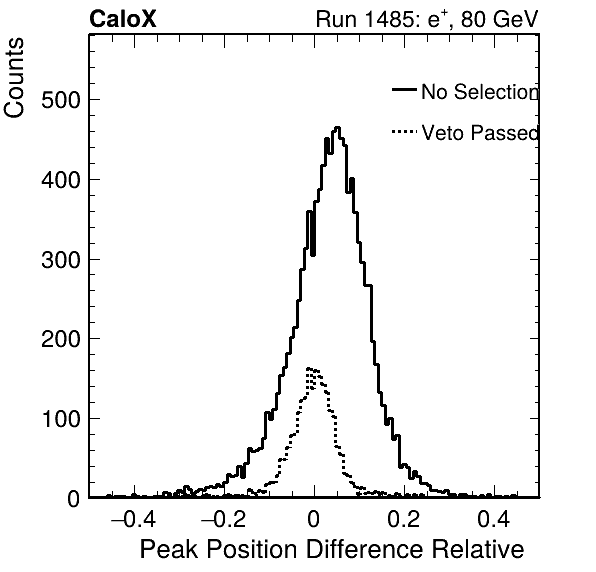 CaloX Run 1485: e⁺, 80 GeV
Counts
No Selection
Veto Passed
500
400
300
200
100
0
−0.4 −0.2 0 0.2 0.4
Peak Position Difference Relative